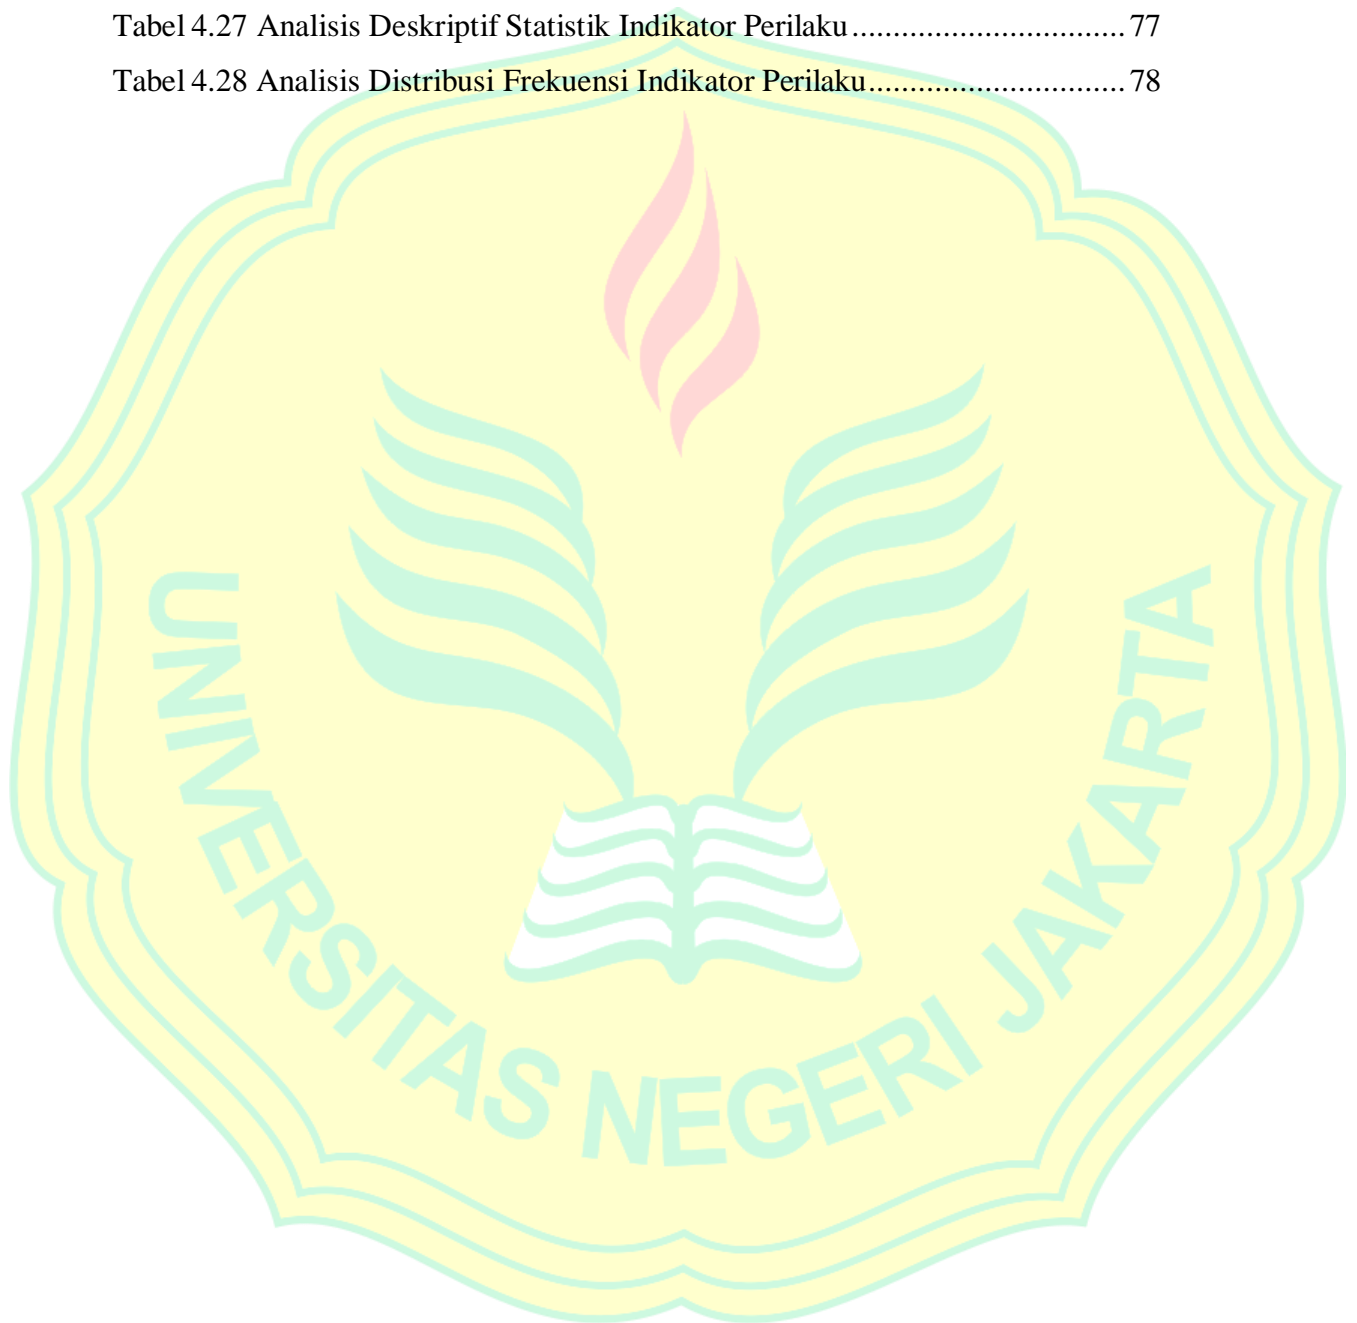 Tabel 4.27 Analisis Deskriptif Statistik Indikator Perilaku ................................. 77
Tabel 4.28 Analisis Distribusi Frekuensi Indikator Perilaku............................... 78
UNIVERSITAS NEGERI JAKARTA